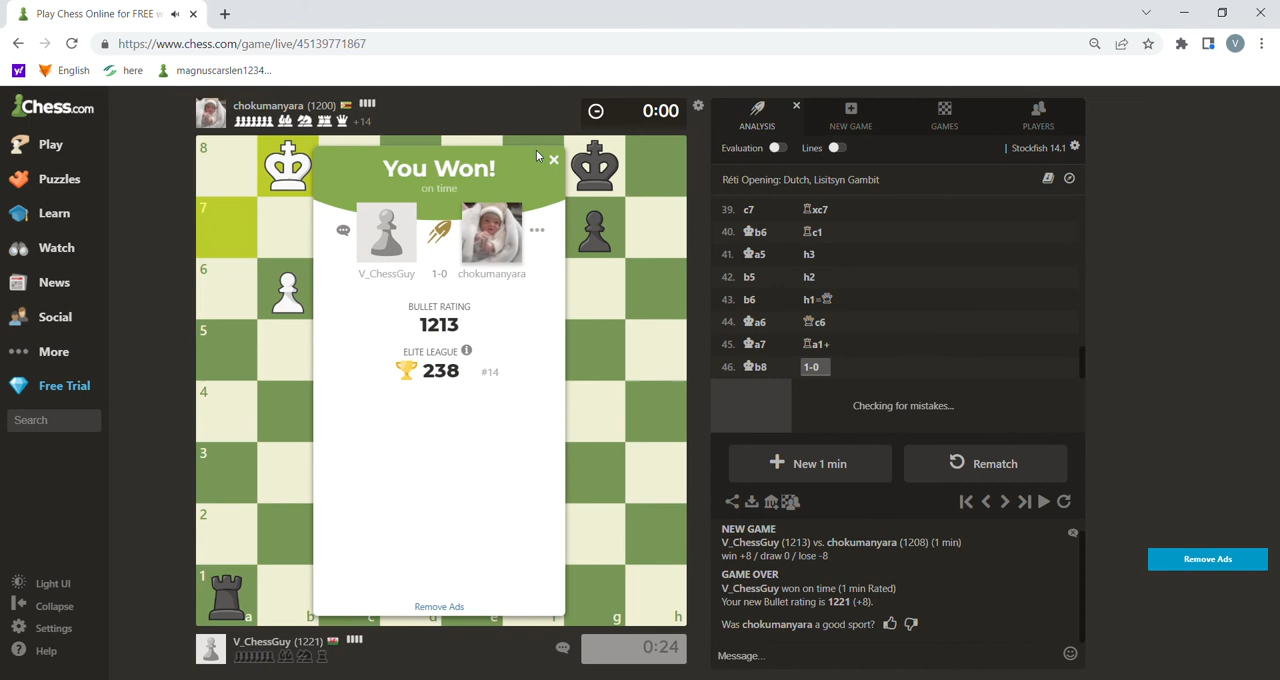 Play Chess Online for FREE w
https://www.chess.com/game/live/45139771867
V
y!
English
here
magnuscarslen1234...
Chess.com
Play
Puzzles
Learn
Watch
News
Social
More
Free Trial
Search
Light UI
Collapse
Settings
Help
chokumanyara (1200)
+14
0:00
8
7
6
5
4
3
2
1
a
b
c
d
e
f
g
h
You Won!
on time
V_ChessGuy 1-0 chokumanyara
BULLET RATING
1213
ELITE LEAGUE
238 #14
Remove Ads
V_ChessGuy (1221)
0:24
ANALYSIS
NEW GAME
GAMES
PLAYERS
Evaluation
Lines
| Stockfish 14.1
Réti Opening: Dutch, Lisitsyn Gambit
39. c7 ♖xc7
40. ♚b6 ♖c1
41. ♚a5 h3
42. b5 h2
43. b6 h1=♕
44. ♚a6 ♕c6
45. ♚a7 ♖a1+
46. ♚b8 1-0
Checking for mistakes...
+ New 1 min
Rematch
NEW GAME
V_ChessGuy (1213) vs. chokumanyara (1208) (1 min)
win +8 / draw 0 / lose -8
GAME OVER
V_ChessGuy won on time (1 min Rated)
Your new Bullet rating is 1221 (+8).
Was chokumanyara a good sport?
Message...
Remove Ads